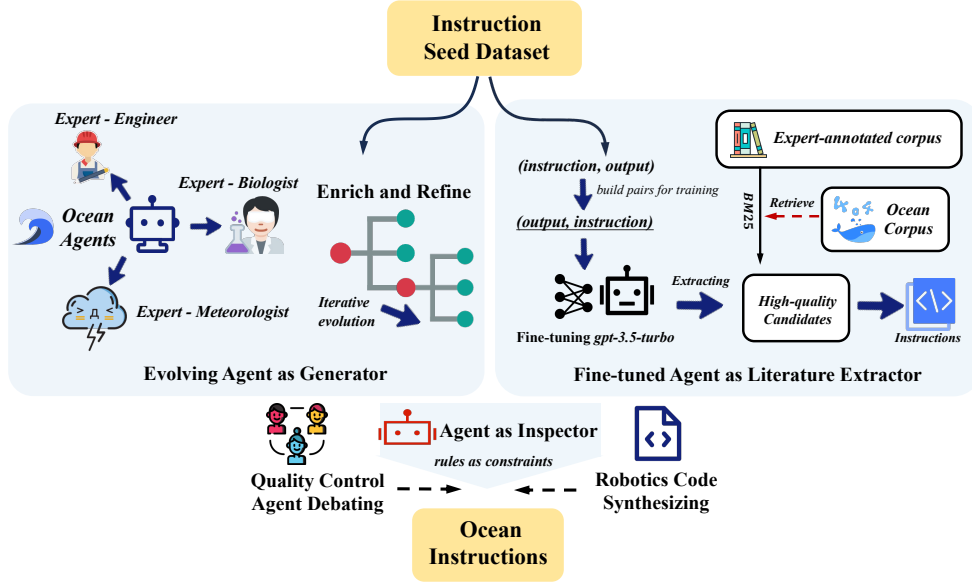 Instruction
Seed Dataset
Expert - Engineer
Expert - Biologist
Ocean
Agents
Expert - Meteorologist
Enrich and Refine
Iterative
evolution
Evolving Agent as Generator
(instruction, output)
build pairs for training
(output, instruction)
Fine-tuning gpt-3.5-turbo
Extracting
Expert-annotated corpus
BM25
Retrieve
Ocean
Corpus
High-quality
Candidates
Instructions
Fine-tuned Agent as Literature Extractor
Agent as Inspector
rules as constraints
Quality Control
Agent Debating
Robotics Code
Synthesizing
Ocean
Instructions